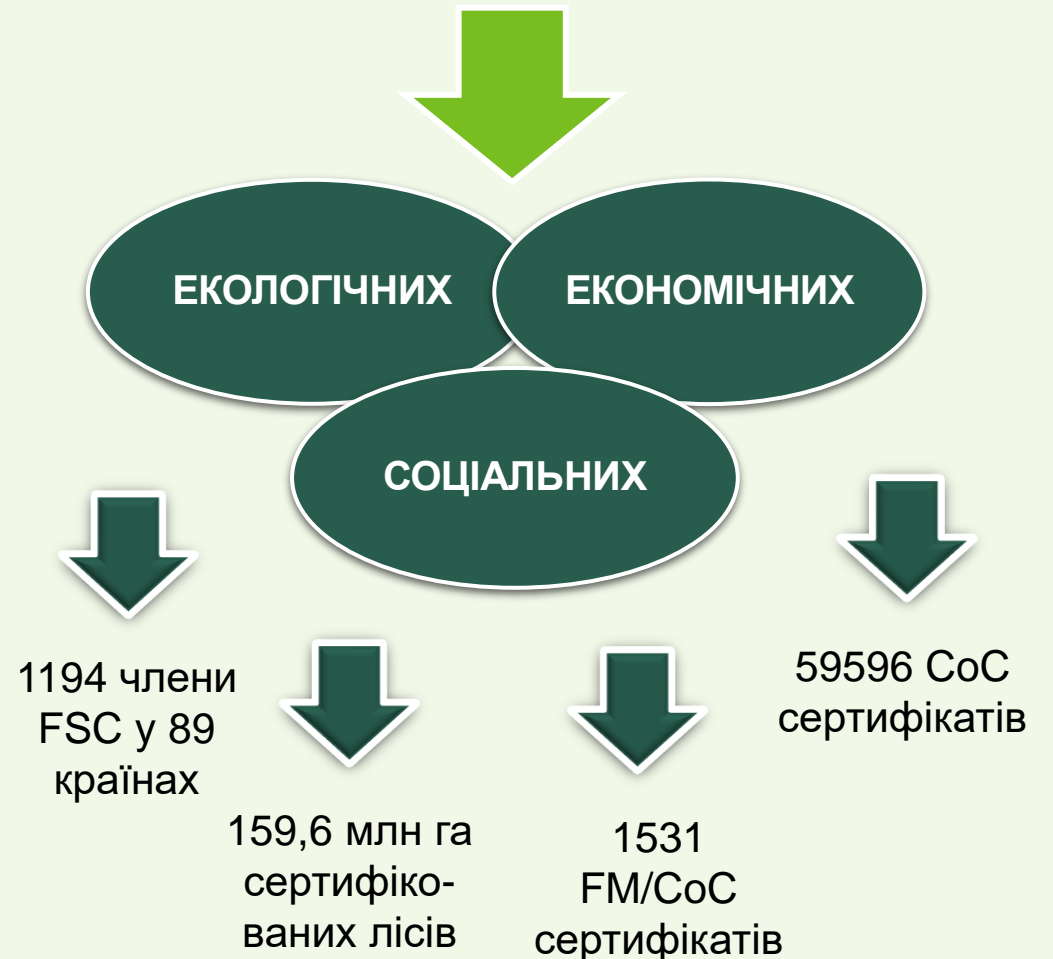 ЕКОЛОГІЧНИХ
ЕКОНОМІЧНИХ
СОЦІАЛЬНИХ
1194 члени
FSC у 89
країнах
159,6 млн га
сертифіко-
ваних лісів
1531
FM/CoC
сертифікатів
59596 CoC
сертифікатів